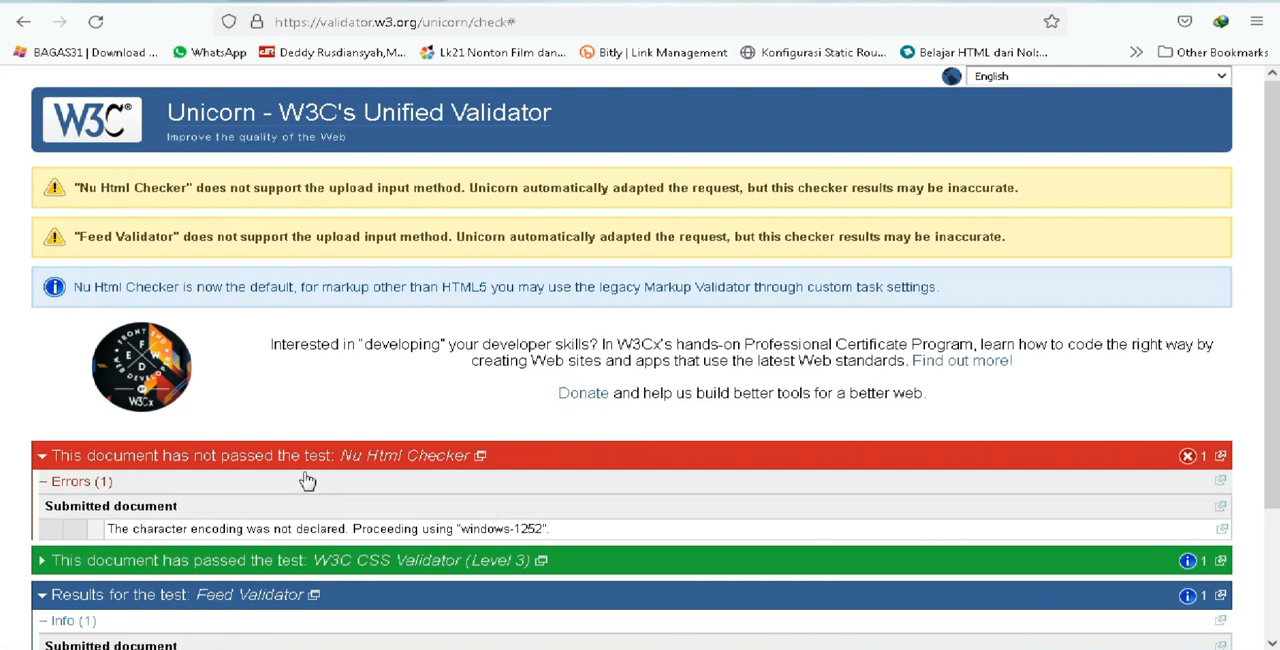 https://validator.w3.org/unicorn/check#
BAGAS31 | Download ...
WhatsApp
Deddy Rusdiansyah,M...
LK21 Nonton Film dan...
Bitly | Link Management
Konfigurasi Static Rou...
Belajar HTML dari Nol:...
Other Bookmarks
English
W3C®
Unicorn - W3C's Unified Validator
Improve the quality of the Web
"Nu Html Checker" does not support the upload input method. Unicorn automatically adapted the request, but this checker results may be inaccurate.
"Feed Validator" does not support the upload input method. Unicorn automatically adapted the request, but this checker results may be inaccurate.
Nu Html Checker is now the default, for markup other than HTML5 you may use the legacy Markup Validator through custom task settings.
FRONT END
WEB DEVELOPER
F
E W
D
BY
W3Cx
Interested in "developing" your developer skills? In W3Cx's hands-on Professional Certificate Program, learn how to code the right way by
creating Web sites and apps that use the latest Web standards. Find out more!
Donate and help us build better tools for a better web.
This document has not passed the test: Nu Html Checker 1
– Errors (1)
Submitted document
The character encoding was not declared. Proceeding using "windows-1252".
This document has passed the test: W3C CSS Validator (Level 3) 1
Results for the test: Feed Validator 1
– Info (1)
Submitted document